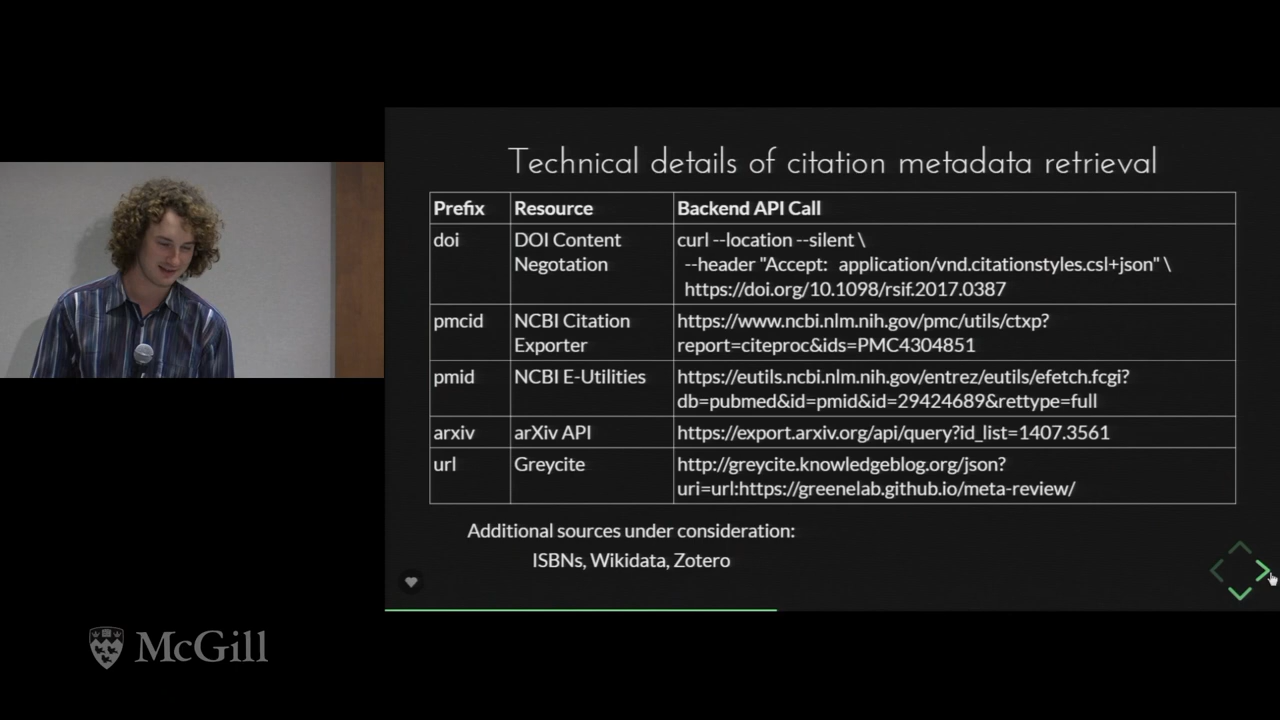 Technical details of citation metadata retrieval
Prefix Resource Backend API Call
doi DOI Content Negotation curl --location --silent \
--header "Accept: application/vnd.citationstyles.csl+json" \
https://doi.org/10.1098/rsif.2017.0387
pmcid NCBI Citation Exporter https://www.ncbi.nlm.nih.gov/pmc/utils/ctxp?
report=citeproc&ids=PMC4304851
pmid NCBI E-Utilities https://eutils.ncbi.nlm.nih.gov/entrez/eutils/efetch.fcgi?
db=pubmed&id=pmid&id=29424689&rettype=full
arxiv arXiv API https://export.arxiv.org/api/query?id_list=1407.3561
url Greycite http://greycite.knowledgeblog.org/json?
uri=url:https://greenelab.github.io/meta-review/
Additional sources under consideration:
ISBNs, Wikidata, Zotero
McGill